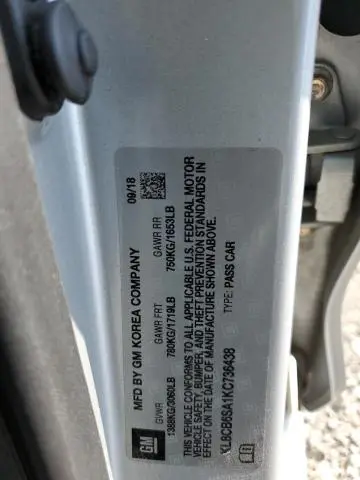 MFD BY GM KOREA COMPANY 09/18
GVWR GAWR FRT GAWR RR
1388KG/3060LB 780KG/1719LB 750KG/1653LB
THIS VEHICLE CONFORMS TO ALL APPLICABLE U.S. FEDERAL MOTOR
VEHICLE SAFETY, BUMPER, AND THEFT PREVENTION STANDARDS IN
EFFECT ON THE DATE OF MANUFACTURE SHOWN ABOVE.
KL8CB6SA1KC736438 TYPE: PASS CAR
GM